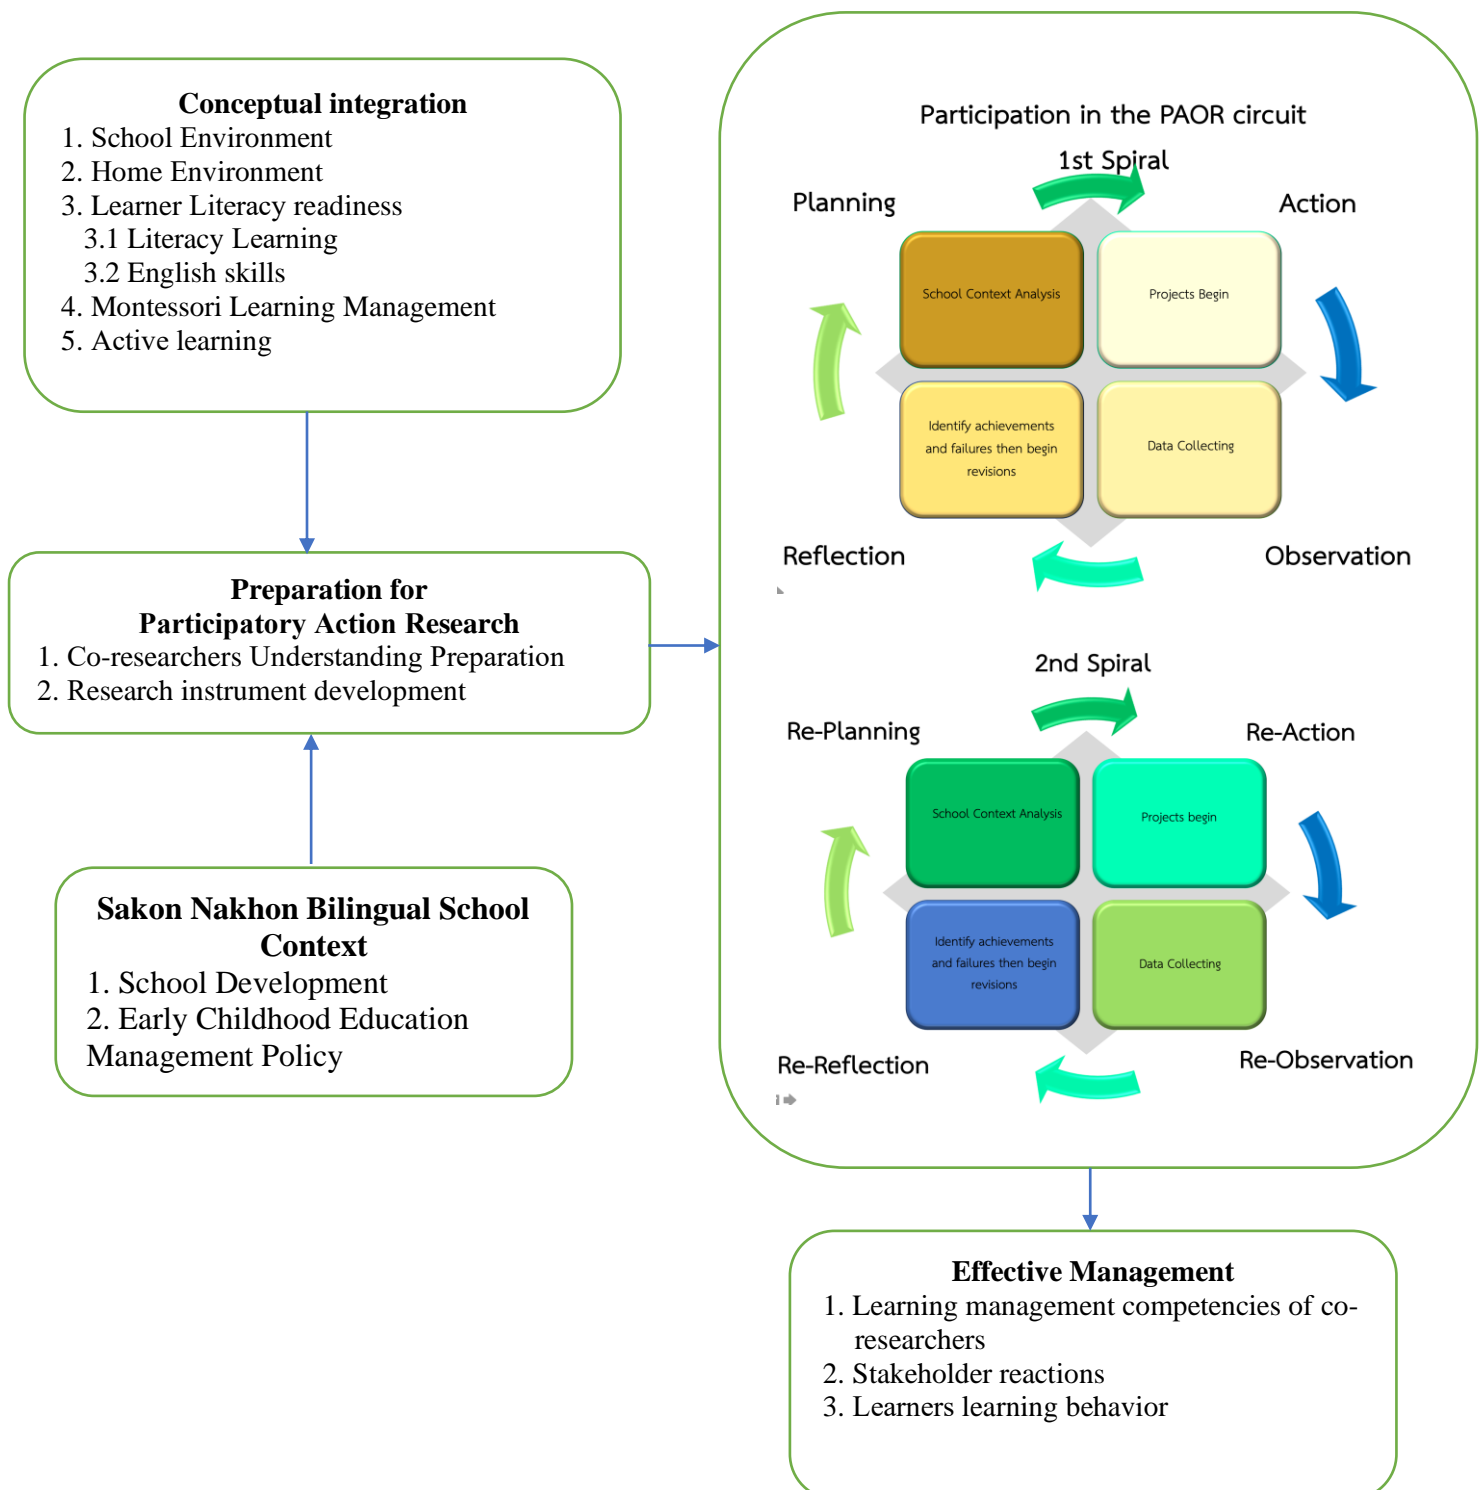 Conceptual integration
1. School Environment
2. Home Environment
3. Learner Literacy readiness
3.1 Literacy Learning
3.2 English skills
4. Montessori Learning Management
5. Active learning
Preparation for
Participatory Action Research
1. Co-researchers Understanding Preparation
2. Research instrument development
Sakon Nakhon Bilingual School
Context
1. School Development
2. Early Childhood Education
Management Policy
Participation in the PAOR circuit
1st Spiral
Planning
Action
School Context Analysis
Projects Begin
Identify achievements
and failures then begin
revisions
Data Collecting
Reflection
Observation
2nd Spiral
Re-Planning
Re-Action
School Context Analysis
Projects begin
Identify achievements
and failures then begin
revisions
Data Collecting
Re-Reflection
Re-Observation
Effective Management
1. Learning management competencies of co-
researchers
2. Stakeholder reactions
3. Learners learning behavior